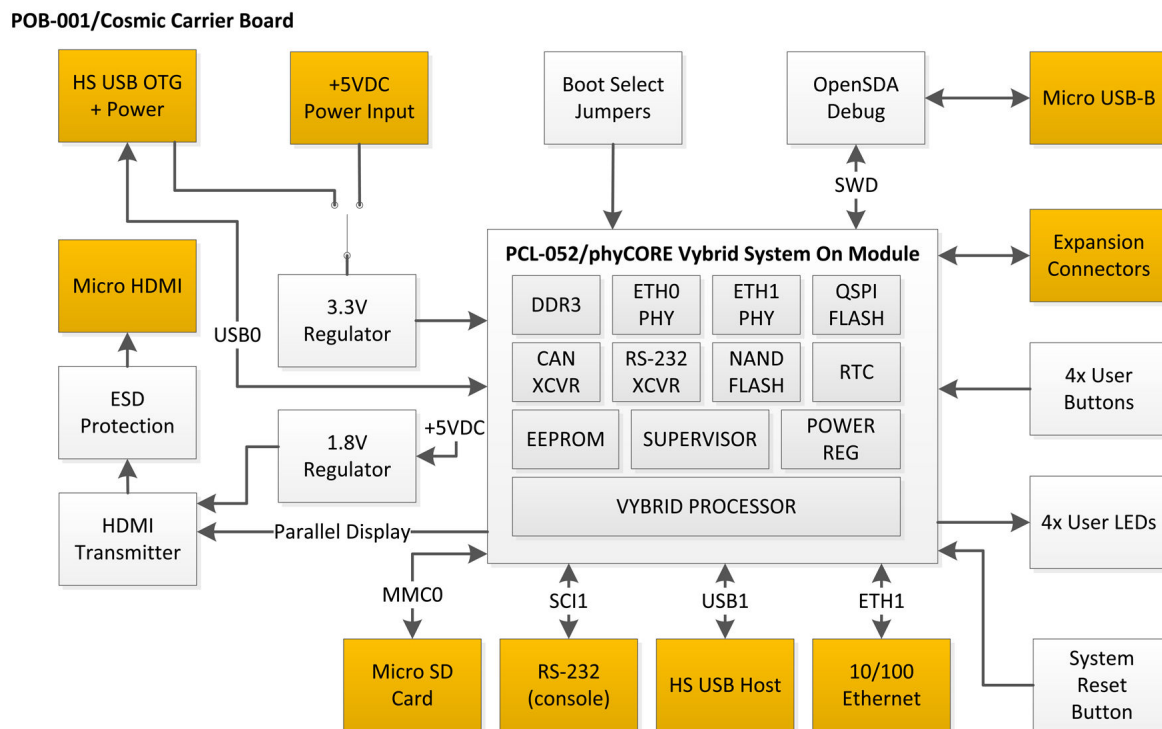 POB-001/Cosmic Carrier Board
HS USB OTG
+ Power
+5VDC
Power Input
Boot Select
Jumpers
OpenSDA
Debug
Micro USB-B
SWD
Micro HDMI
USB0
3.3V
Regulator
PCL-052/phyCORE Vybrid System On Module
DDR3
ETH0
PHY
ETH1
PHY
QSPI
FLASH
CAN
XCVR
RS-232
XCVR
NAND
FLASH
RTC
EEPROM
SUPERVISOR
POWER
REG
VYBRID PROCESSOR
Expansion
Connectors
4x User
Buttons
ESD
Protection
1.8V
Regulator
+5VDC
HDMI
Transmitter
Parallel Display
4x User LEDs
MMC0
SCI1
USB1
ETH1
Micro SD
Card
RS-232
(console)
HS USB Host
10/100
Ethernet
System
Reset
Button